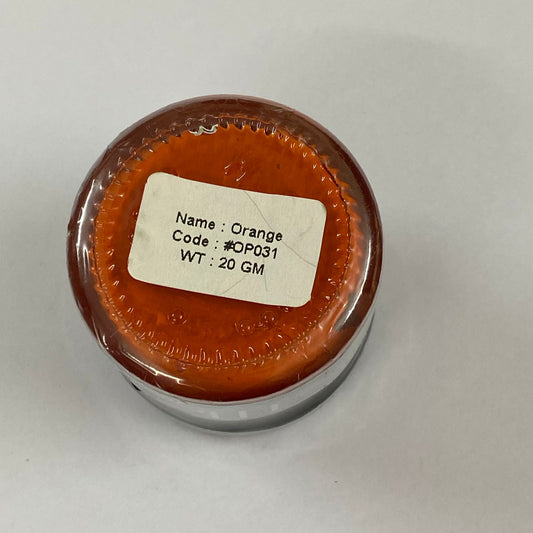 Name : Orange
Code : #OP031
WT : 20 GM